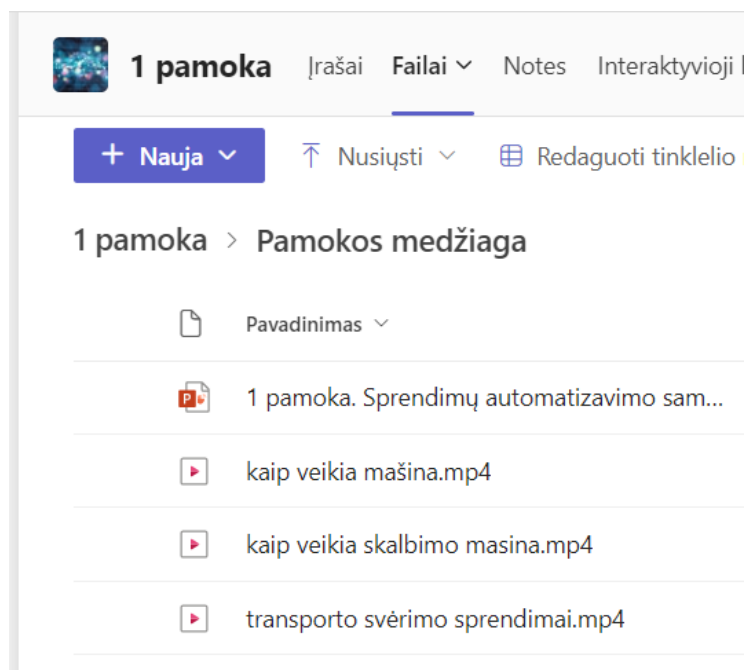 1 pamoka Įrašai Failai Notes Interaktyvioji
+ Nauja Nusiųsti Redaguoti tinklelio
1 pamoka > Pamokos medžiaga
Pavadinimas
1 pamoka. Sprendimų automatizavimo sam...
kaip veikia mašina.mp4
kaip veikia skalbimo masina.mp4
transporto svėrimo sprendimai.mp4